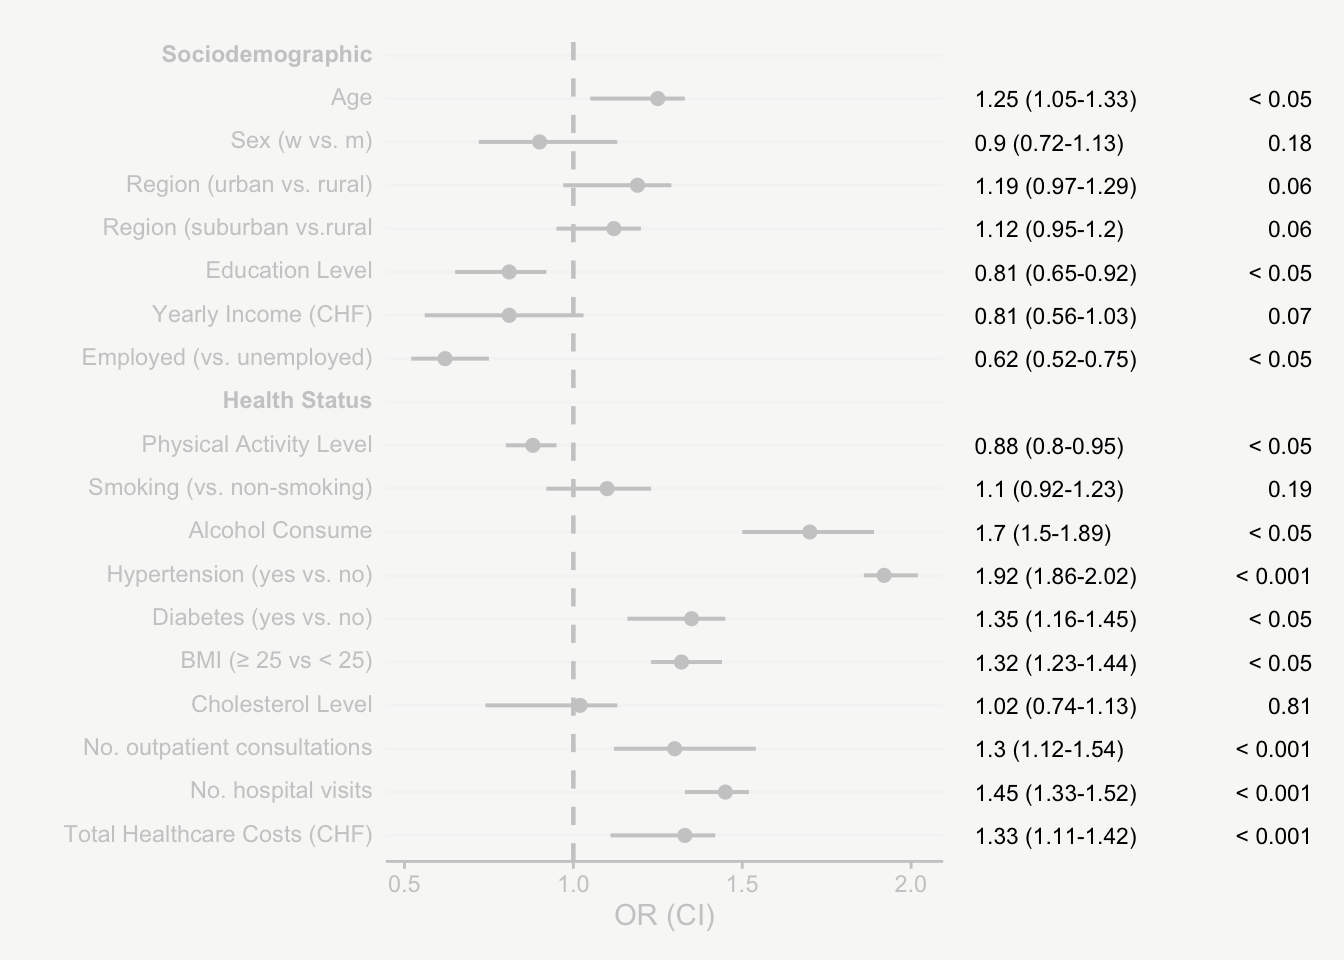 Sociodemographic
Age 1.25 (1.05-1.33) < 0.05
Sex (w vs. m) 0.9 (0.72-1.13) 0.18
Region (urban vs. rural) 1.19 (0.97-1.29) 0.06
Region (suburban vs.rural 1.12 (0.95-1.2) 0.06
Education Level 0.81 (0.65-0.92) < 0.05
Yearly Income (CHF) 0.81 (0.56-1.03) 0.07
Employed (vs. unemployed) 0.62 (0.52-0.75) < 0.05
Health Status
Physical Activity Level 0.88 (0.8-0.95) < 0.05
Smoking (vs. non-smoking) 1.1 (0.92-1.23) 0.19
Alcohol Consume 1.7 (1.5-1.89) < 0.05
Hypertension (yes vs. no) 1.92 (1.86-2.02) < 0.001
Diabetes (yes vs. no) 1.35 (1.16-1.45) < 0.05
BMI (≥ 25 vs < 25) 1.32 (1.23-1.44) < 0.05
Cholesterol Level 1.02 (0.74-1.13) 0.81
No. outpatient consultations 1.3 (1.12-1.54) < 0.001
No. hospital visits 1.45 (1.33-1.52) < 0.001
Total Healthcare Costs (CHF) 1.33 (1.11-1.42) < 0.001
0.5 1.0 1.5 2.0
OR (CI)